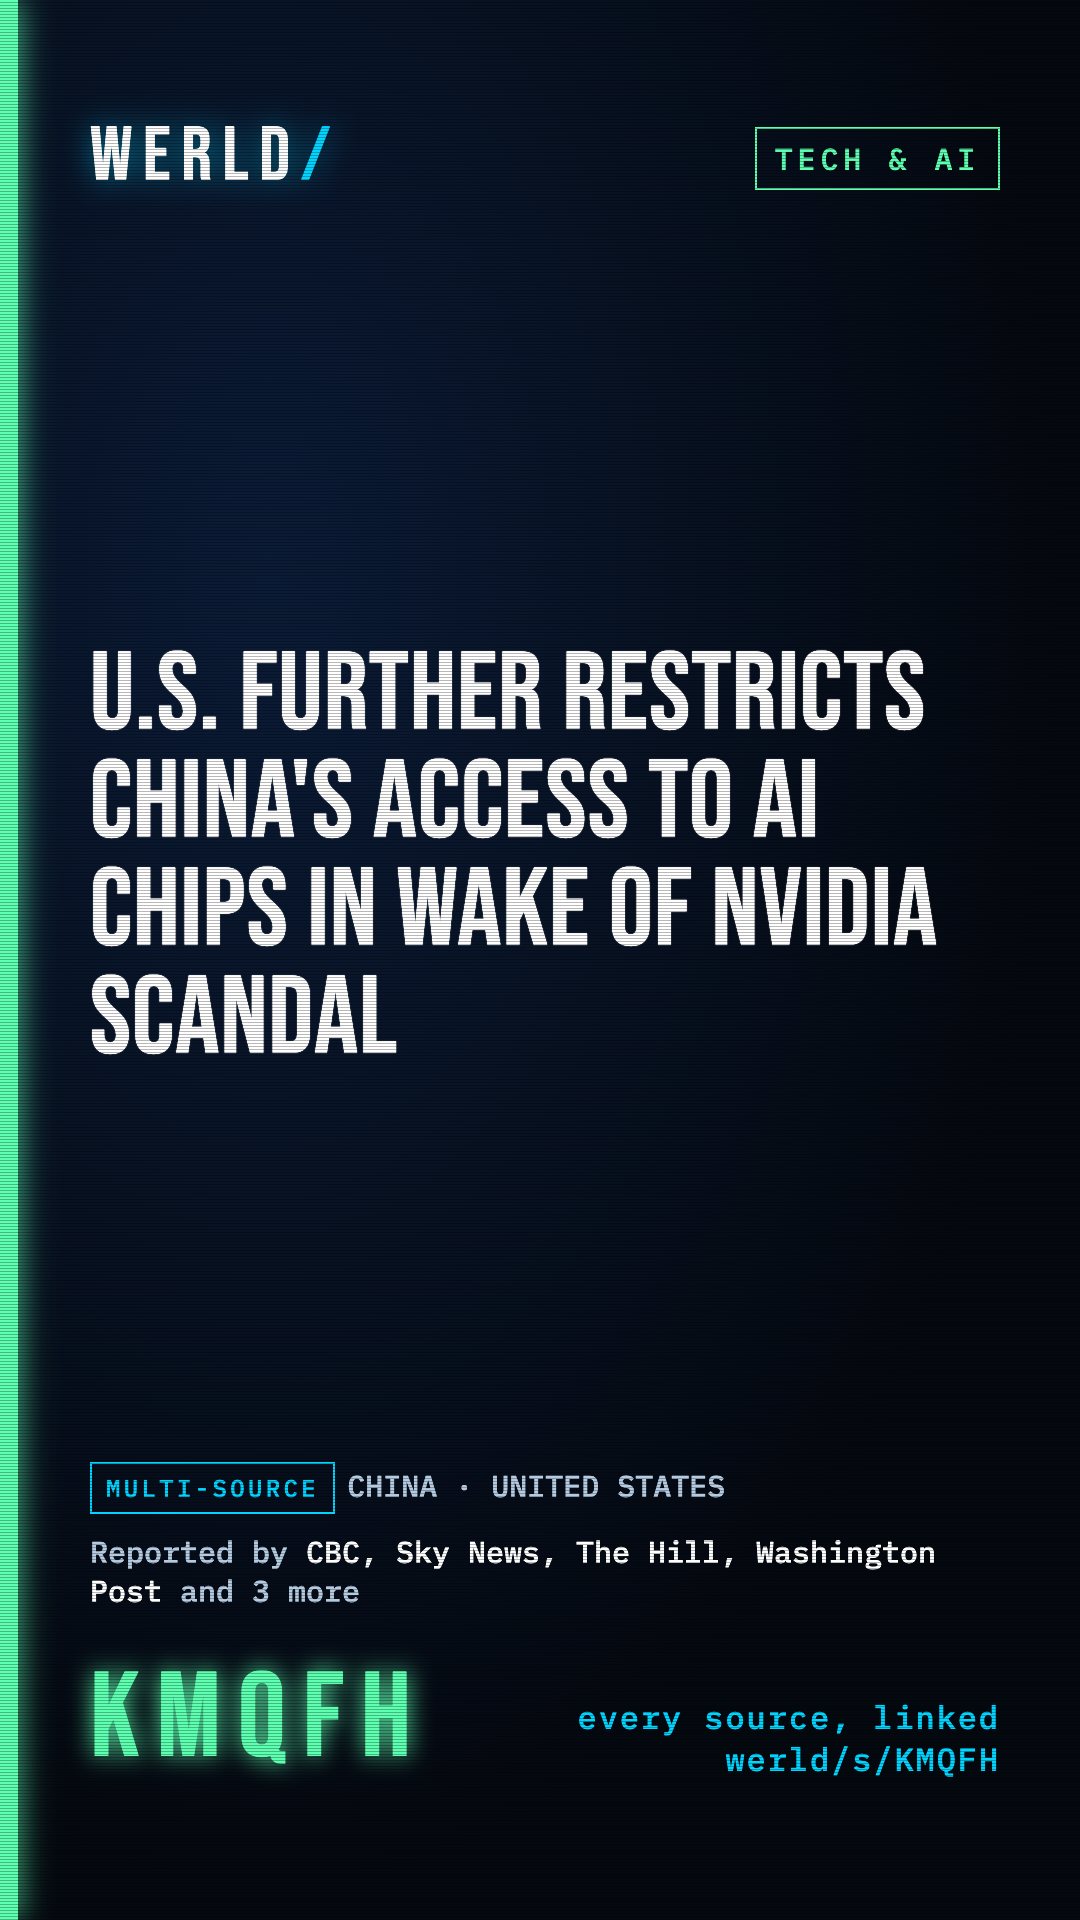 WERLD/
TECH & AI
U.S. FURTHER RESTRICTS
CHINA'S ACCESS TO AI
CHIPS IN WAKE OF NVIDIA
SCANDAL
MULTI-SOURCE CHINA · UNITED STATES
Reported by CBC, Sky News, The Hill, Washington
Post and 3 more
KMQFH
every source, linked
werld/s/KMQFH